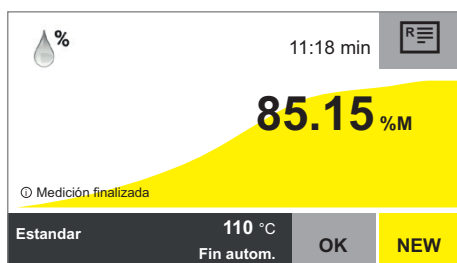 %
11:18 min
R
85.15 %M
Medición finalizada
Estandar 110 °C
Fin autom.
OK
NEW